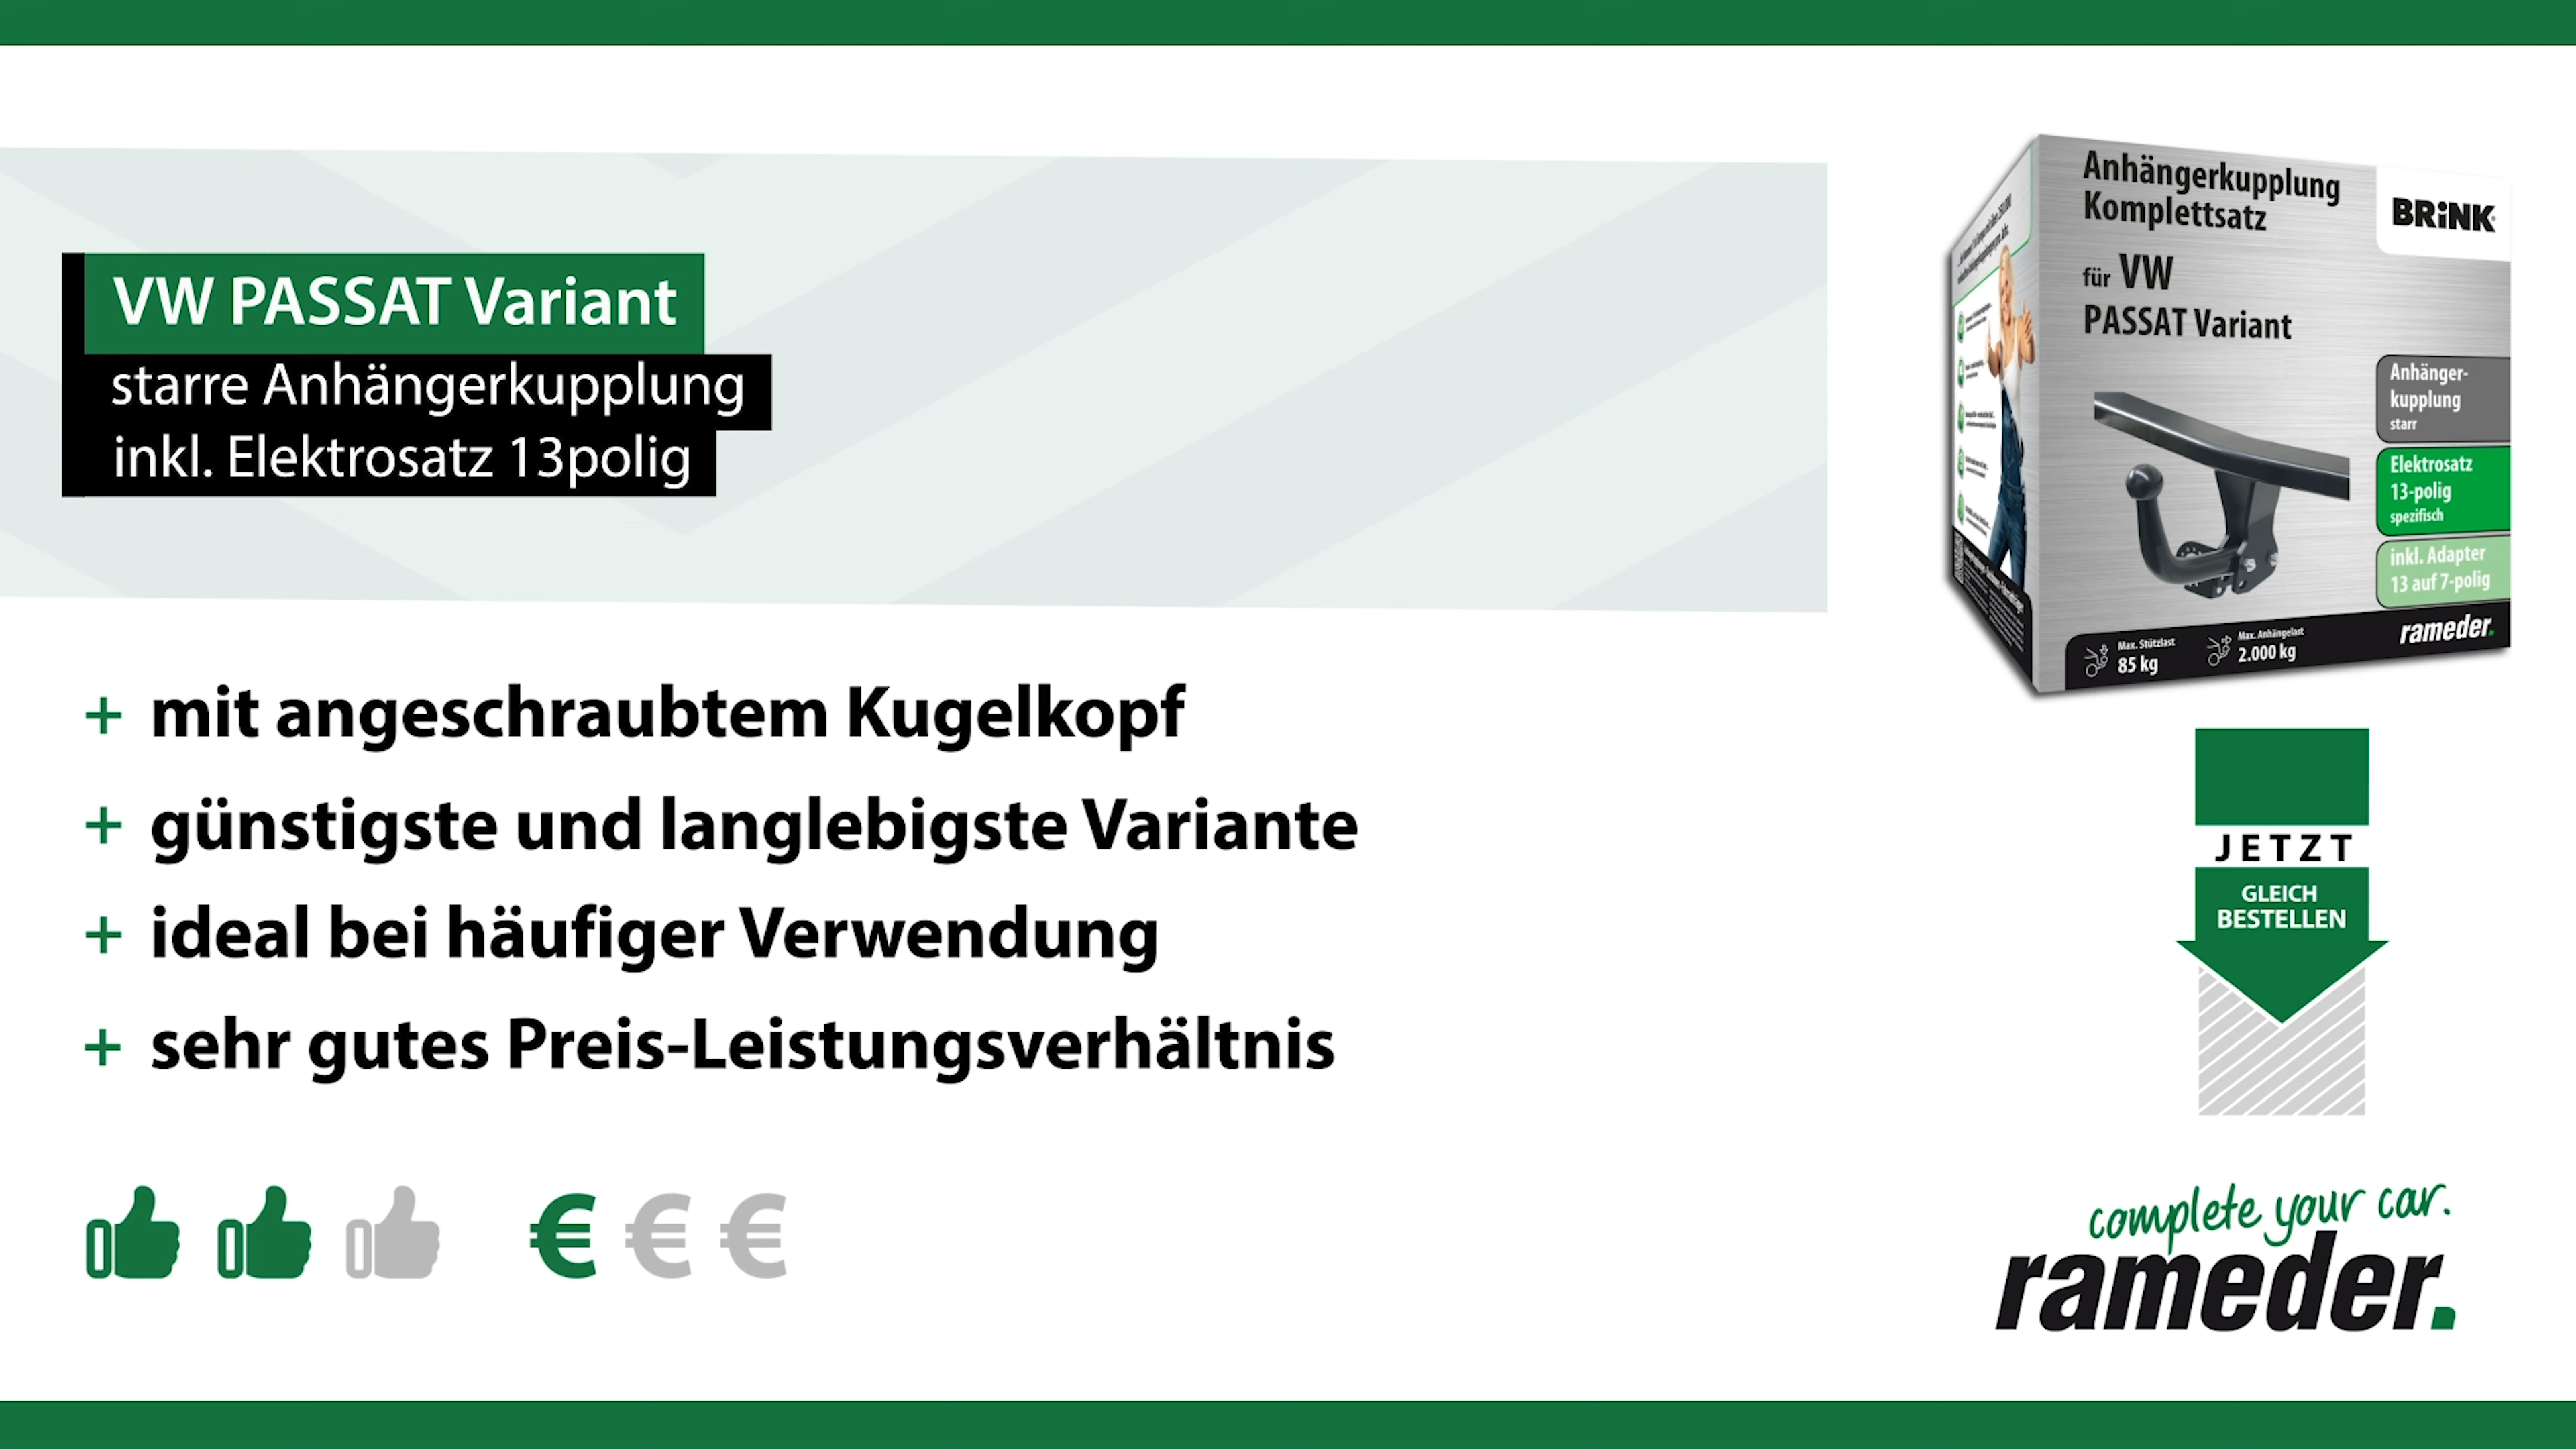 VW PASSAT Variant
starre Anhängerkupplung
inkl. Elektrosatz 13polig
+ mit angeschraubtem Kugelkopf
+ günstigste und langlebigste Variante
+ ideal bei häufiger Verwendung
+ sehr gutes Preis-Leistungsverhältnis
€ € €
Anhängerkupplung
Komplettsatz
BRiNK
für VW
PASSAT Variant
Anhänger-
kupplung
starr
Elektrosatz
13-polig
spezifisch
inkl. Adapter
13 auf 7-polig
Max. Stützlast
85 kg
Max. Anhängelast
2.000 kg
rameder.
JETZT
GLEICH
BESTELLEN
complete your car.
rameder.